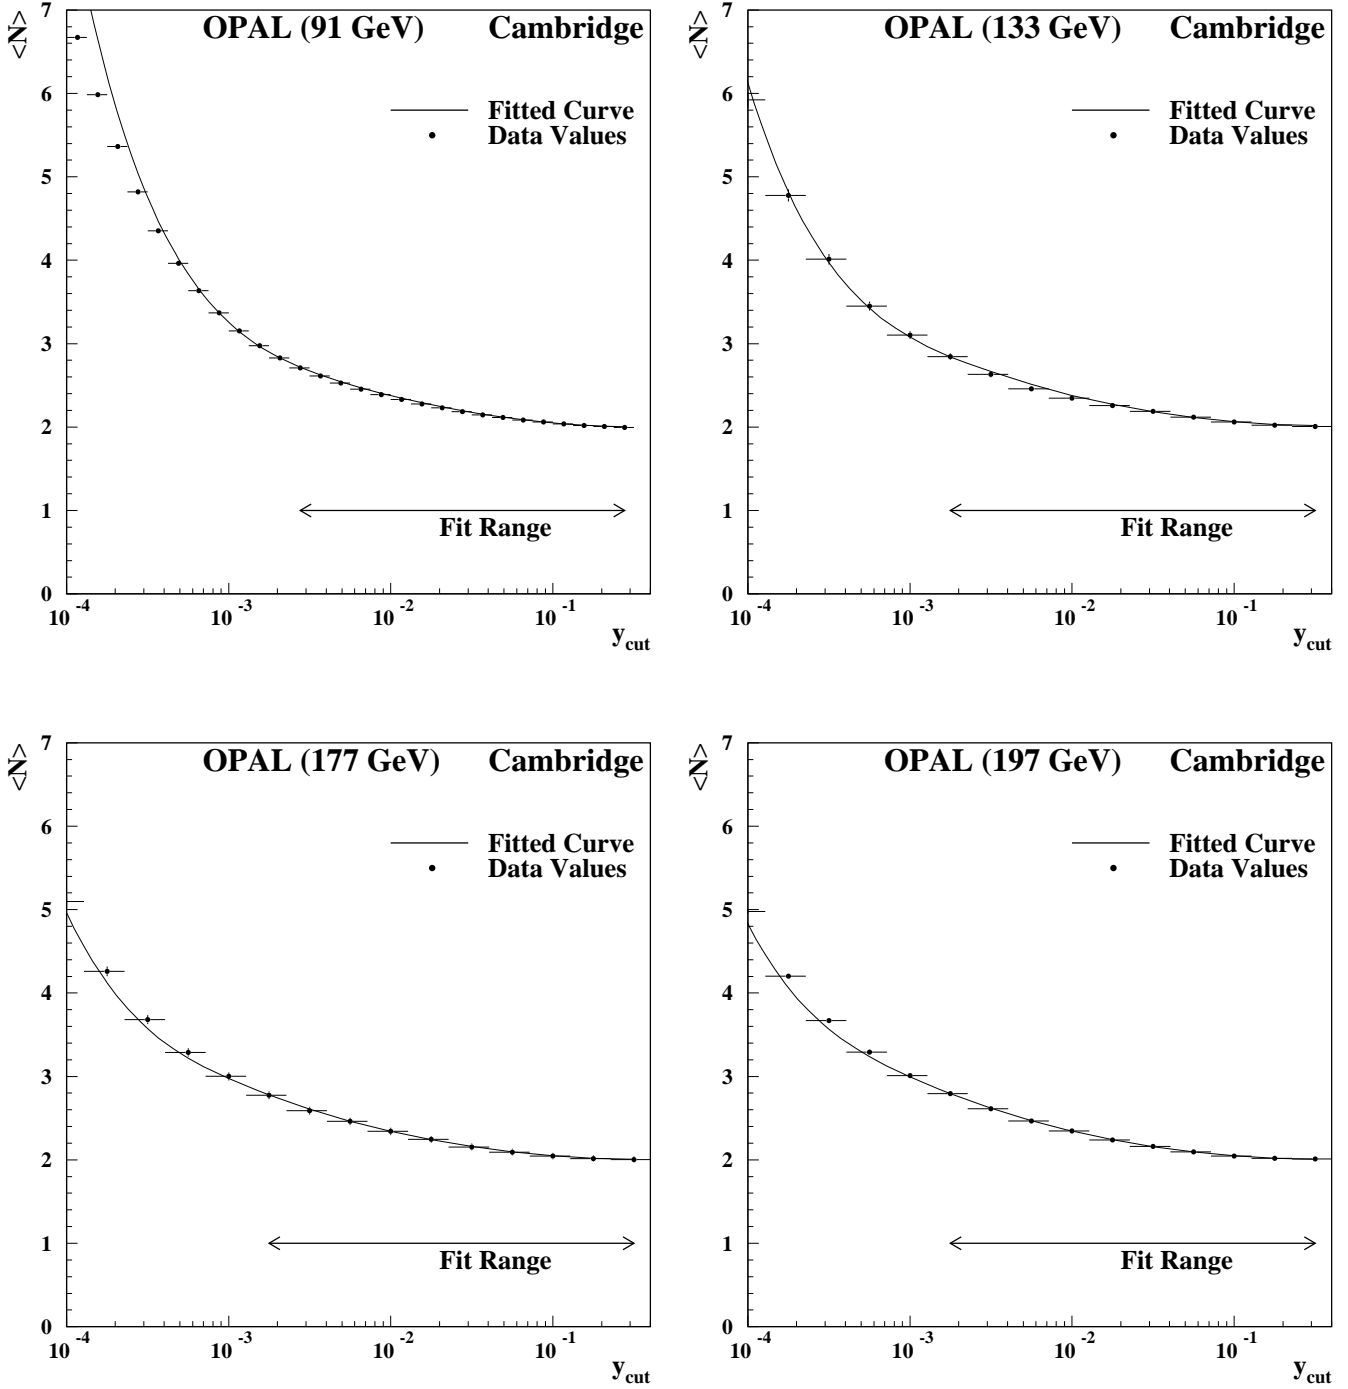 OPAL (91 GeV) Cambridge
<N>
7
6
5
4
3
2
1
0
Fitted Curve
Data Values
Fit Range
10^-4 10^-3 10^-2 10^-1
y_cut
OPAL (133 GeV) Cambridge
<N>
7
6
5
4
3
2
1
0
Fitted Curve
Data Values
Fit Range
10^-4 10^-3 10^-2 10^-1
y_cut
OPAL (177 GeV) Cambridge
<N>
7
6
5
4
3
2
1
0
Fitted Curve
Data Values
Fit Range
10^-4 10^-3 10^-2 10^-1
y_cut
OPAL (197 GeV) Cambridge
<N>
7
6
5
4
3
2
1
0
Fitted Curve
Data Values
Fit Range
10^-4 10^-3 10^-2 10^-1
y_cut